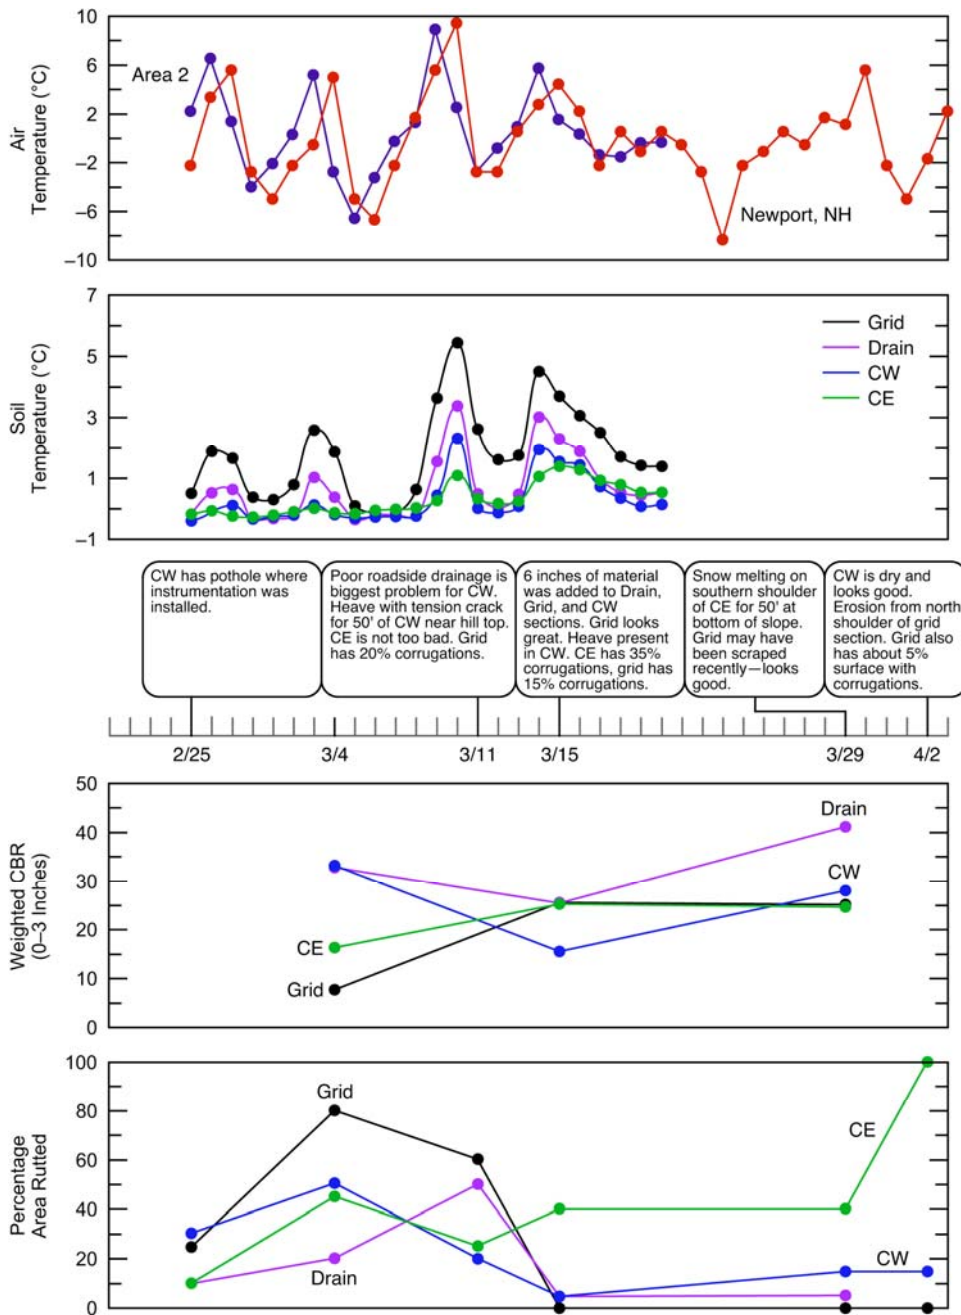 10
6
2
−2
−6
−10
Air
Temperature (°C)
Area 2
Newport, NH
7
5
3
1
−1
Soil
Temperature (°C)
Grid
Drain
CW
CE
CW has pothole where
instrumentation was
installed.
Poor roadside drainage is
biggest problem for CW.
Heave with tension crack
for 50' of CW near hill top.
CE is not too bad. Grid
has 20% corrugations.
6 inches of material
was added to Drain,
Grid, and CW
sections. Grid looks
great. Heave present
in CW. CE has 35%
corrugations, grid has
15% corrugations.
Snow melting on
southern shoulder
of CE for 50' at
bottom of slope.
Grid may have
been scraped
recently—looks
good.
CW is dry and
looks good.
Erosion from north
shoulder of grid
section. Grid also
has about 5%
surface with
corrugations.
2/25 3/4 3/11 3/15 3/29 4/2
50
40
30
20
10
0
Weighted CBR
(0–3 Inches)
Drain
CW
CE
Grid
100
80
60
40
20
0
Percentage
Area Rutted
Grid
CE
CW
Drain